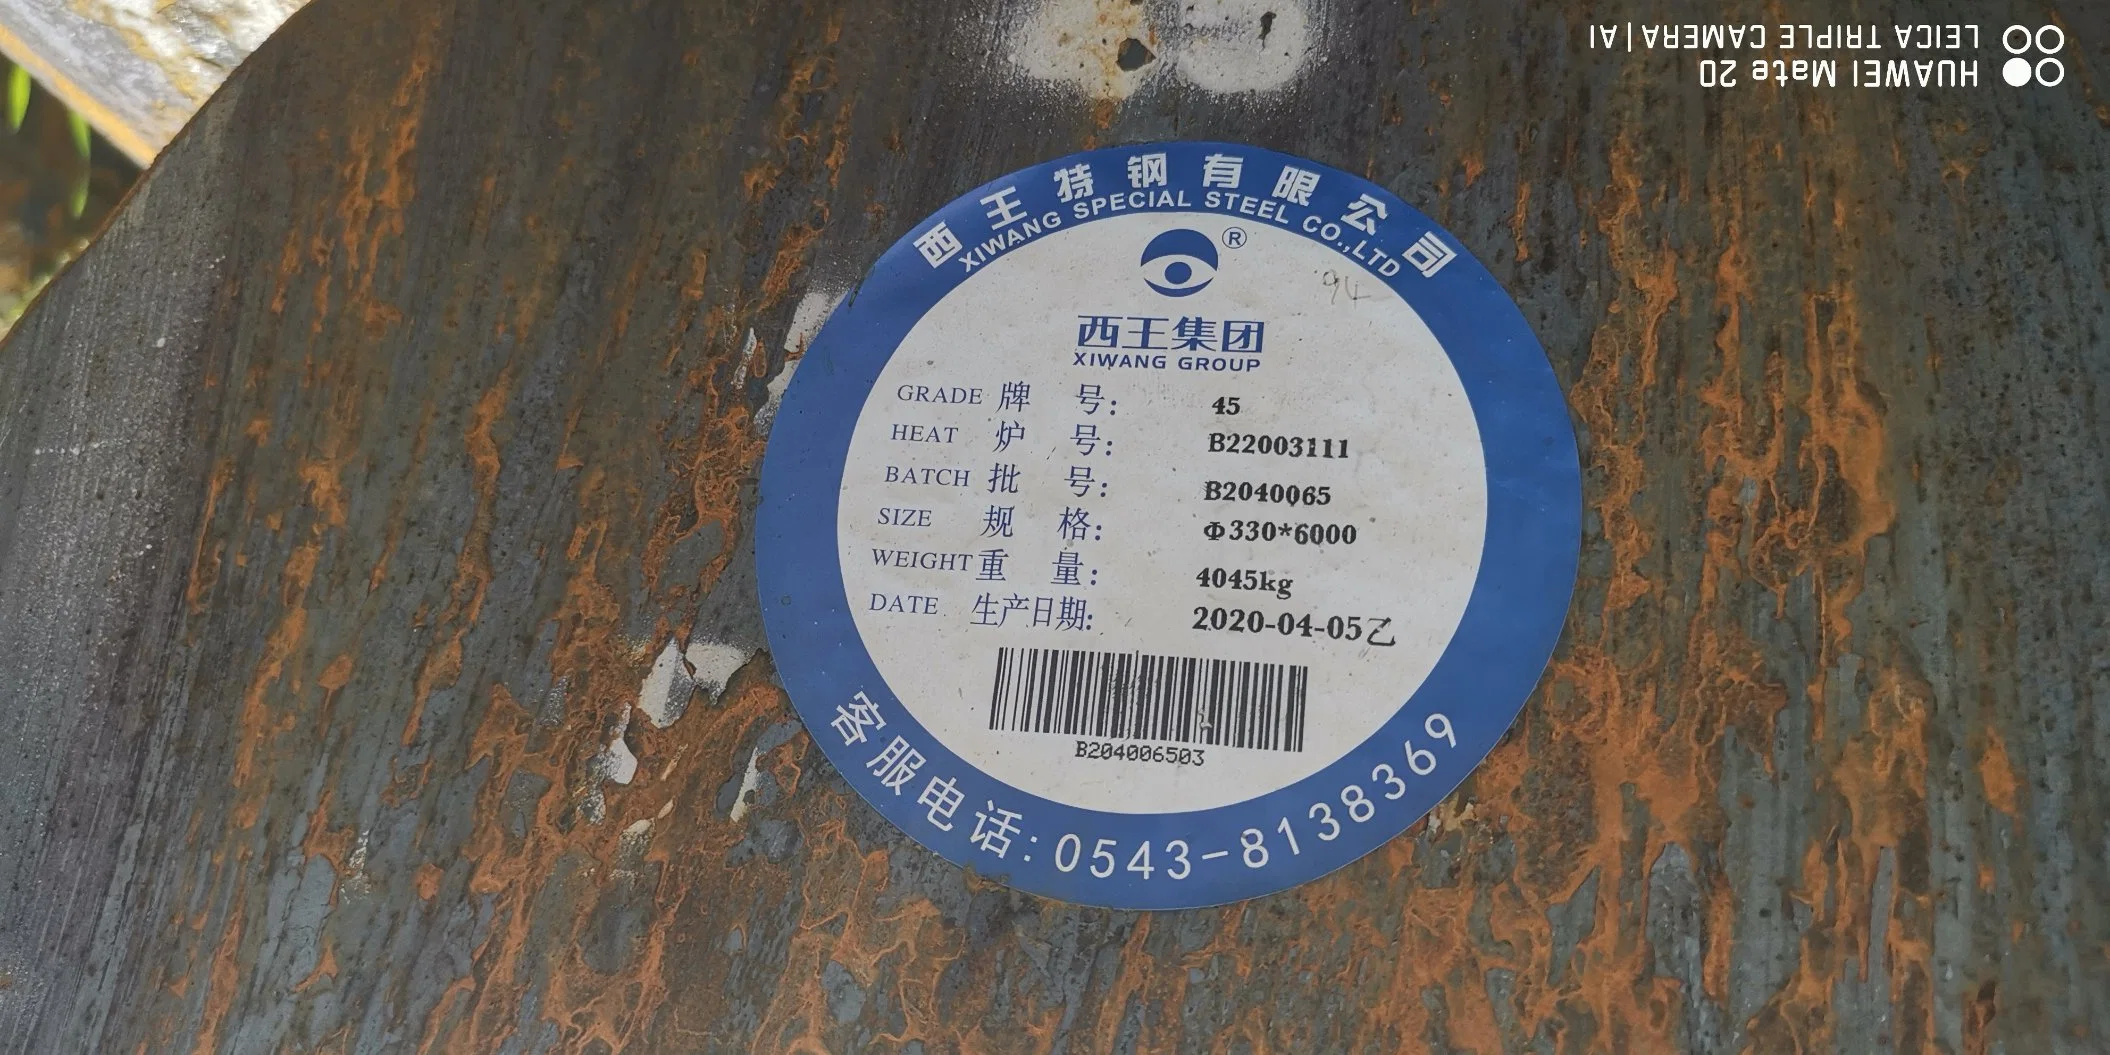 西王特钢有限公司
XIWANG SPECIAL STEEL CO.,LTD
®
94
西王集团
XIWANG GROUP
GRADE 牌 号: 45
HEAT 炉 号: B22003111
BATCH 批 号: B2040065
SIZE 规 格: Φ330*6000
WEIGHT 重 量: 4045kg
DATE 生产日期: 2020-04-05乙
B204006503
客服电话: 0543-8138369
HUAWEI Mate 20
LEICA TRIPLE CAMERA | AI